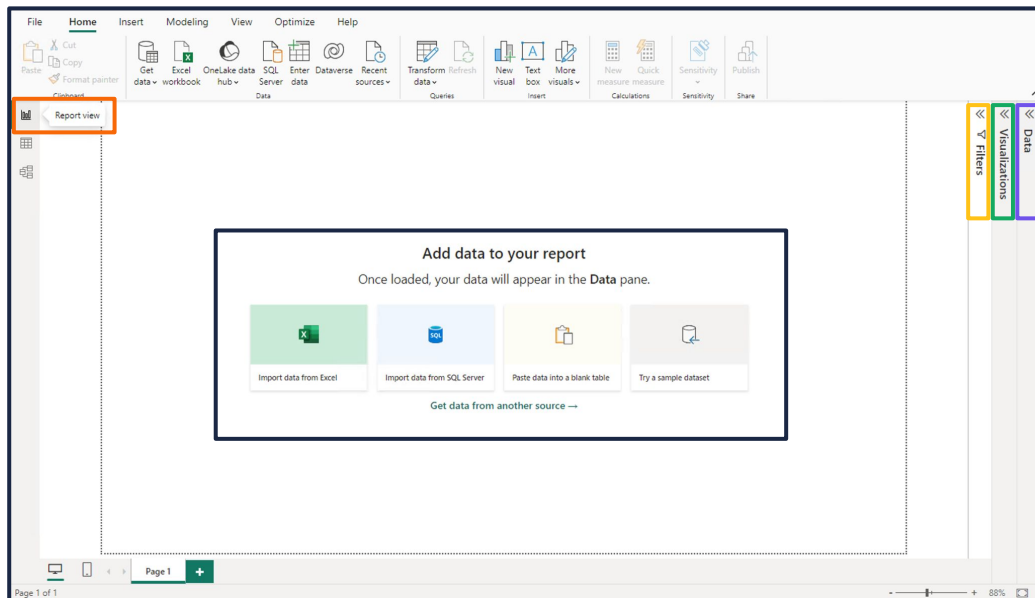 File Home Insert Modeling View Optimize Help
Paste
Cut
Copy
Format painter
Clipboard
Get data
Excel workbook
OneLake data hub
SQL Server
Enter data
Dataverse
Recent sources
Data
Transform data
Refresh
Queries
New visual
Text box
More visuals
Insert
New measure
Quick measure
Calculations
Sensitivity
Sensitivity
Publish
Share
Report view
Filters
Visualizations
Data
Add data to your report
Once loaded, your data will appear in the Data pane.
X
SQL
Import data from Excel
Import data from SQL Server
Paste data into a blank table
Try a sample dataset
Get data from another source →
Page 1
+
Page 1 of 1
- + 88%